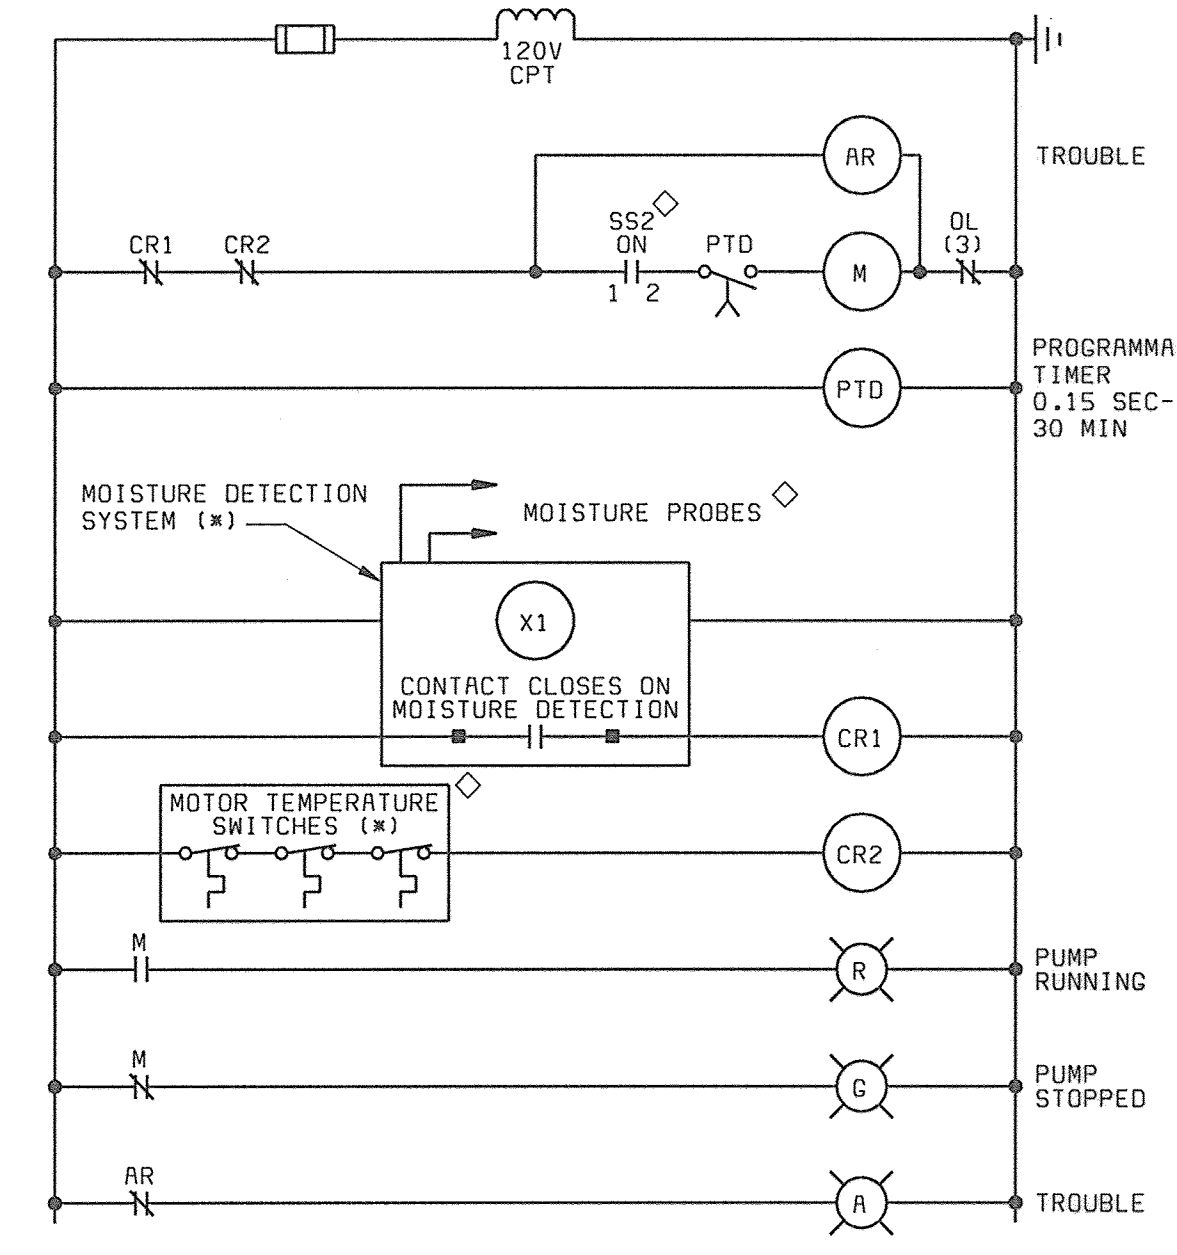 120V
CPT
AR
TROUBLE
SS2
ON
PTD
OL
(3)
CR1
CR2
M
1 2
PROGRAMMA
TIMER
0.15 SEC-
30 MIN
PTD
MOISTURE DETECTION
SYSTEM (*)
MOISTURE PROBES
X1
CONTACT CLOSES ON
MOISTURE DETECTION
CR1
MOTOR TEMPERATURE
SWITCHES (*)
CR2
M
R
PUMP
RUNNING
M
G
PUMP
STOPPED
AR
A
TROUBLE